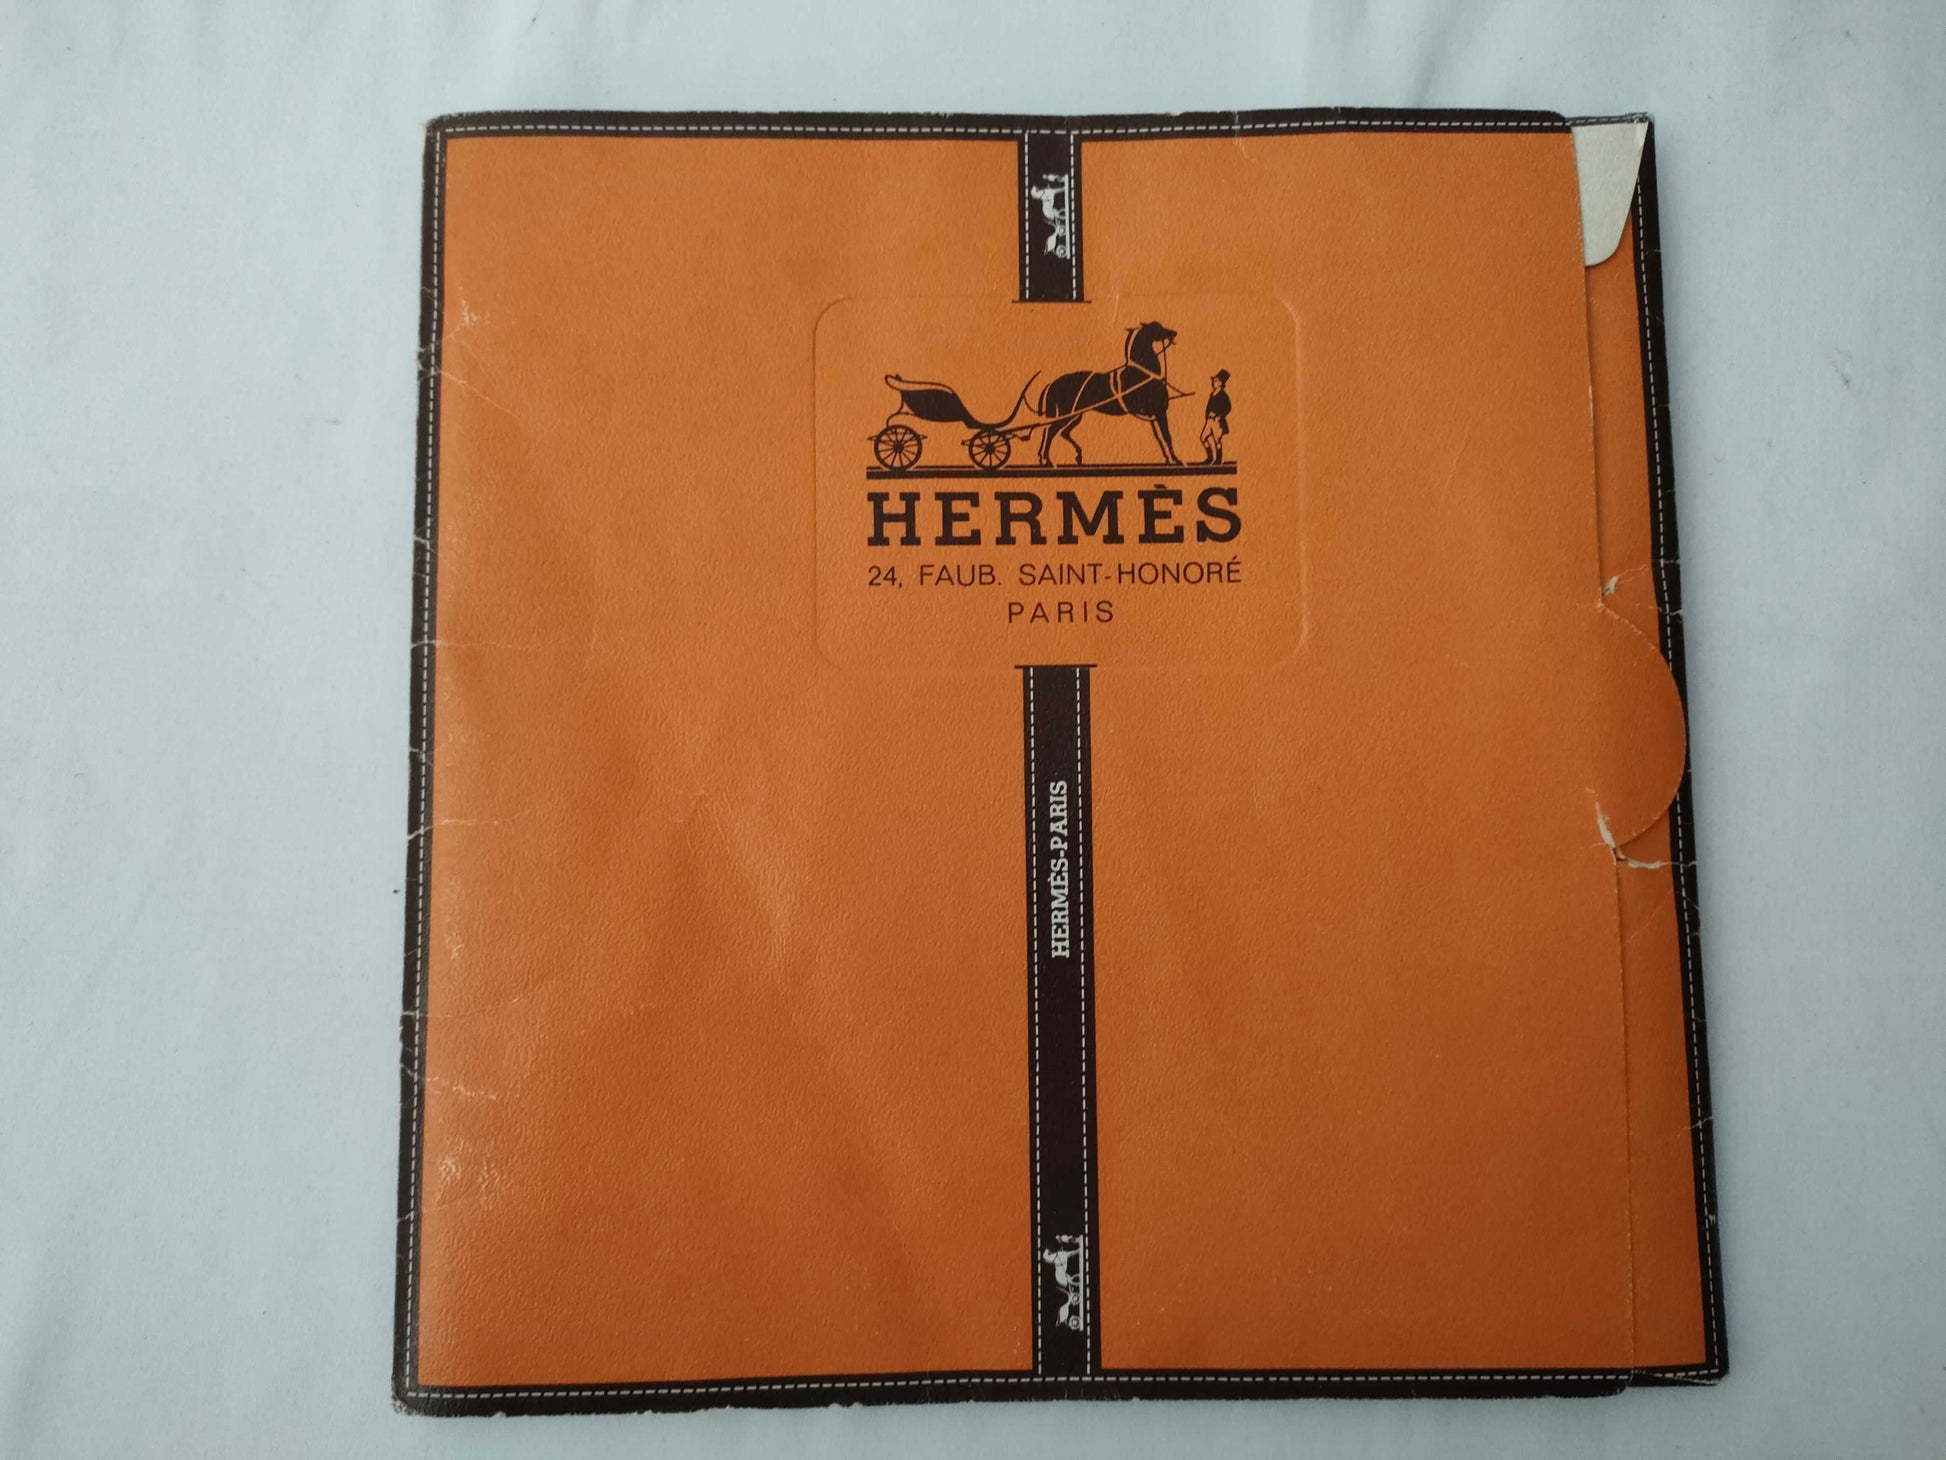 HERMÈS
24, FAUB. SAINT-HONORÉ
PARIS
HERMÈS-PARIS